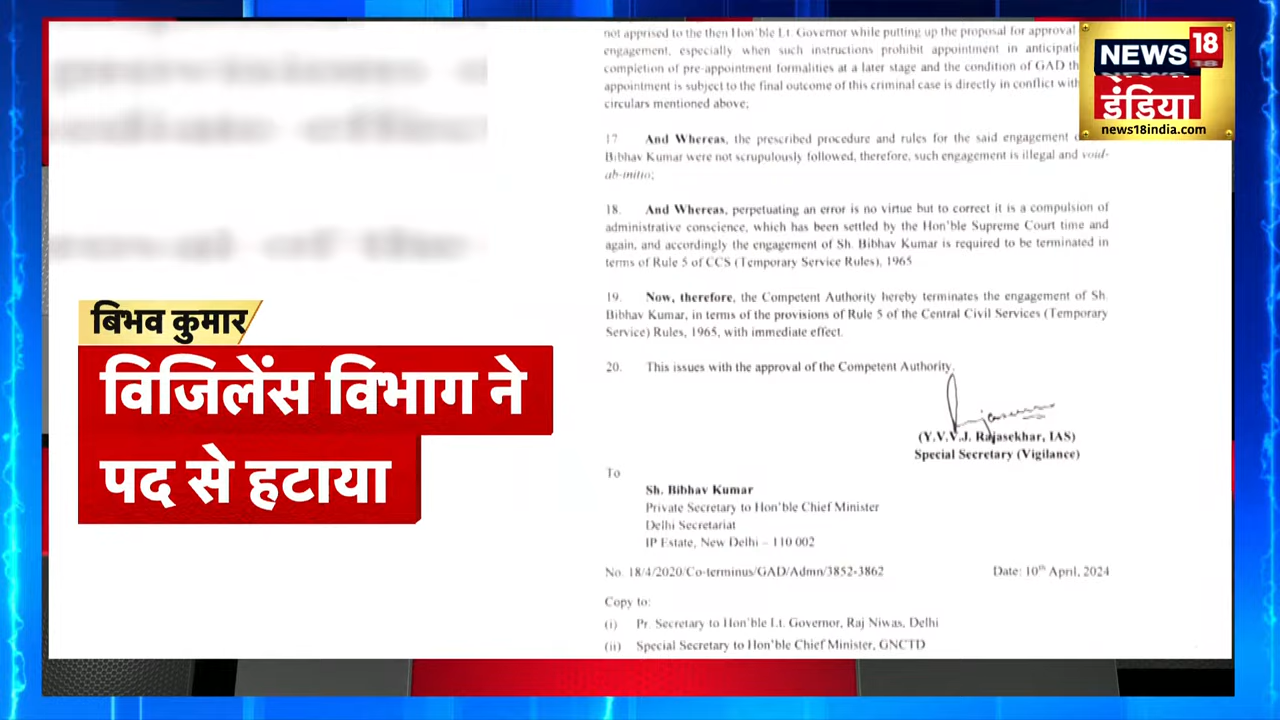 not apprised to the then Hon'ble Lt. Governor while putting up the proposal for approval
engagement, especially when such instructions prohibit appointment in
completion of pre-appointment formalities at a later stage and the condition of GAD
appointment is subject to the final outcome of this criminal case is directly in conflict with
circulars mentioned above;
17 And Whereas, the prescribed procedure and rules for the said engagement
Bibhav Kumar were not scrupulously followed, therefore, such engagement is illegal and void-
ab-initio;
18. And Whereas, perpetuating an error is no virtue but to correct it is a compulsion of
administrative conscience, which has been settled by the Hon'ble Supreme Court time and
again, and accordingly the engagement of Sh. Bibhav Kumar is required to be terminated in
terms of Rule 5 of CCS (Temporary Service Rules), 1965
19. Now, therefore, the Competent Authority hereby terminates the engagement of Sh.
Bibhav Kumar, in terms of the provisions of Rule 5 of the Central Civil Services (Temporary
Service) Rules, 1965, with immediate effect.
20. This issues with the approval of the Competent Authority.
(Y.V.V.J. Rajasekhar, IAS)
Special Secretary (Vigilance)
To
Sh. Bibhav Kumar
Private Secretary to Hon'ble Chief Minister
Delhi Secretariat
IP Estate, New Delhi – 110 002
No. 18/4/2020/Co-terminus/GAD/Admn/3852-3862 Date: 10th April, 2024
Copy to:
(i) Pr. Secretary to Hon'ble Lt. Governor, Raj Niwas, Delhi
(ii) Special Secretary to Hon'ble Chief Minister, GNCTD
बिभव कुमार
विजिलेंस विभाग ने
पद से हटाया
NEWS 18
इंडिया
news18india.com